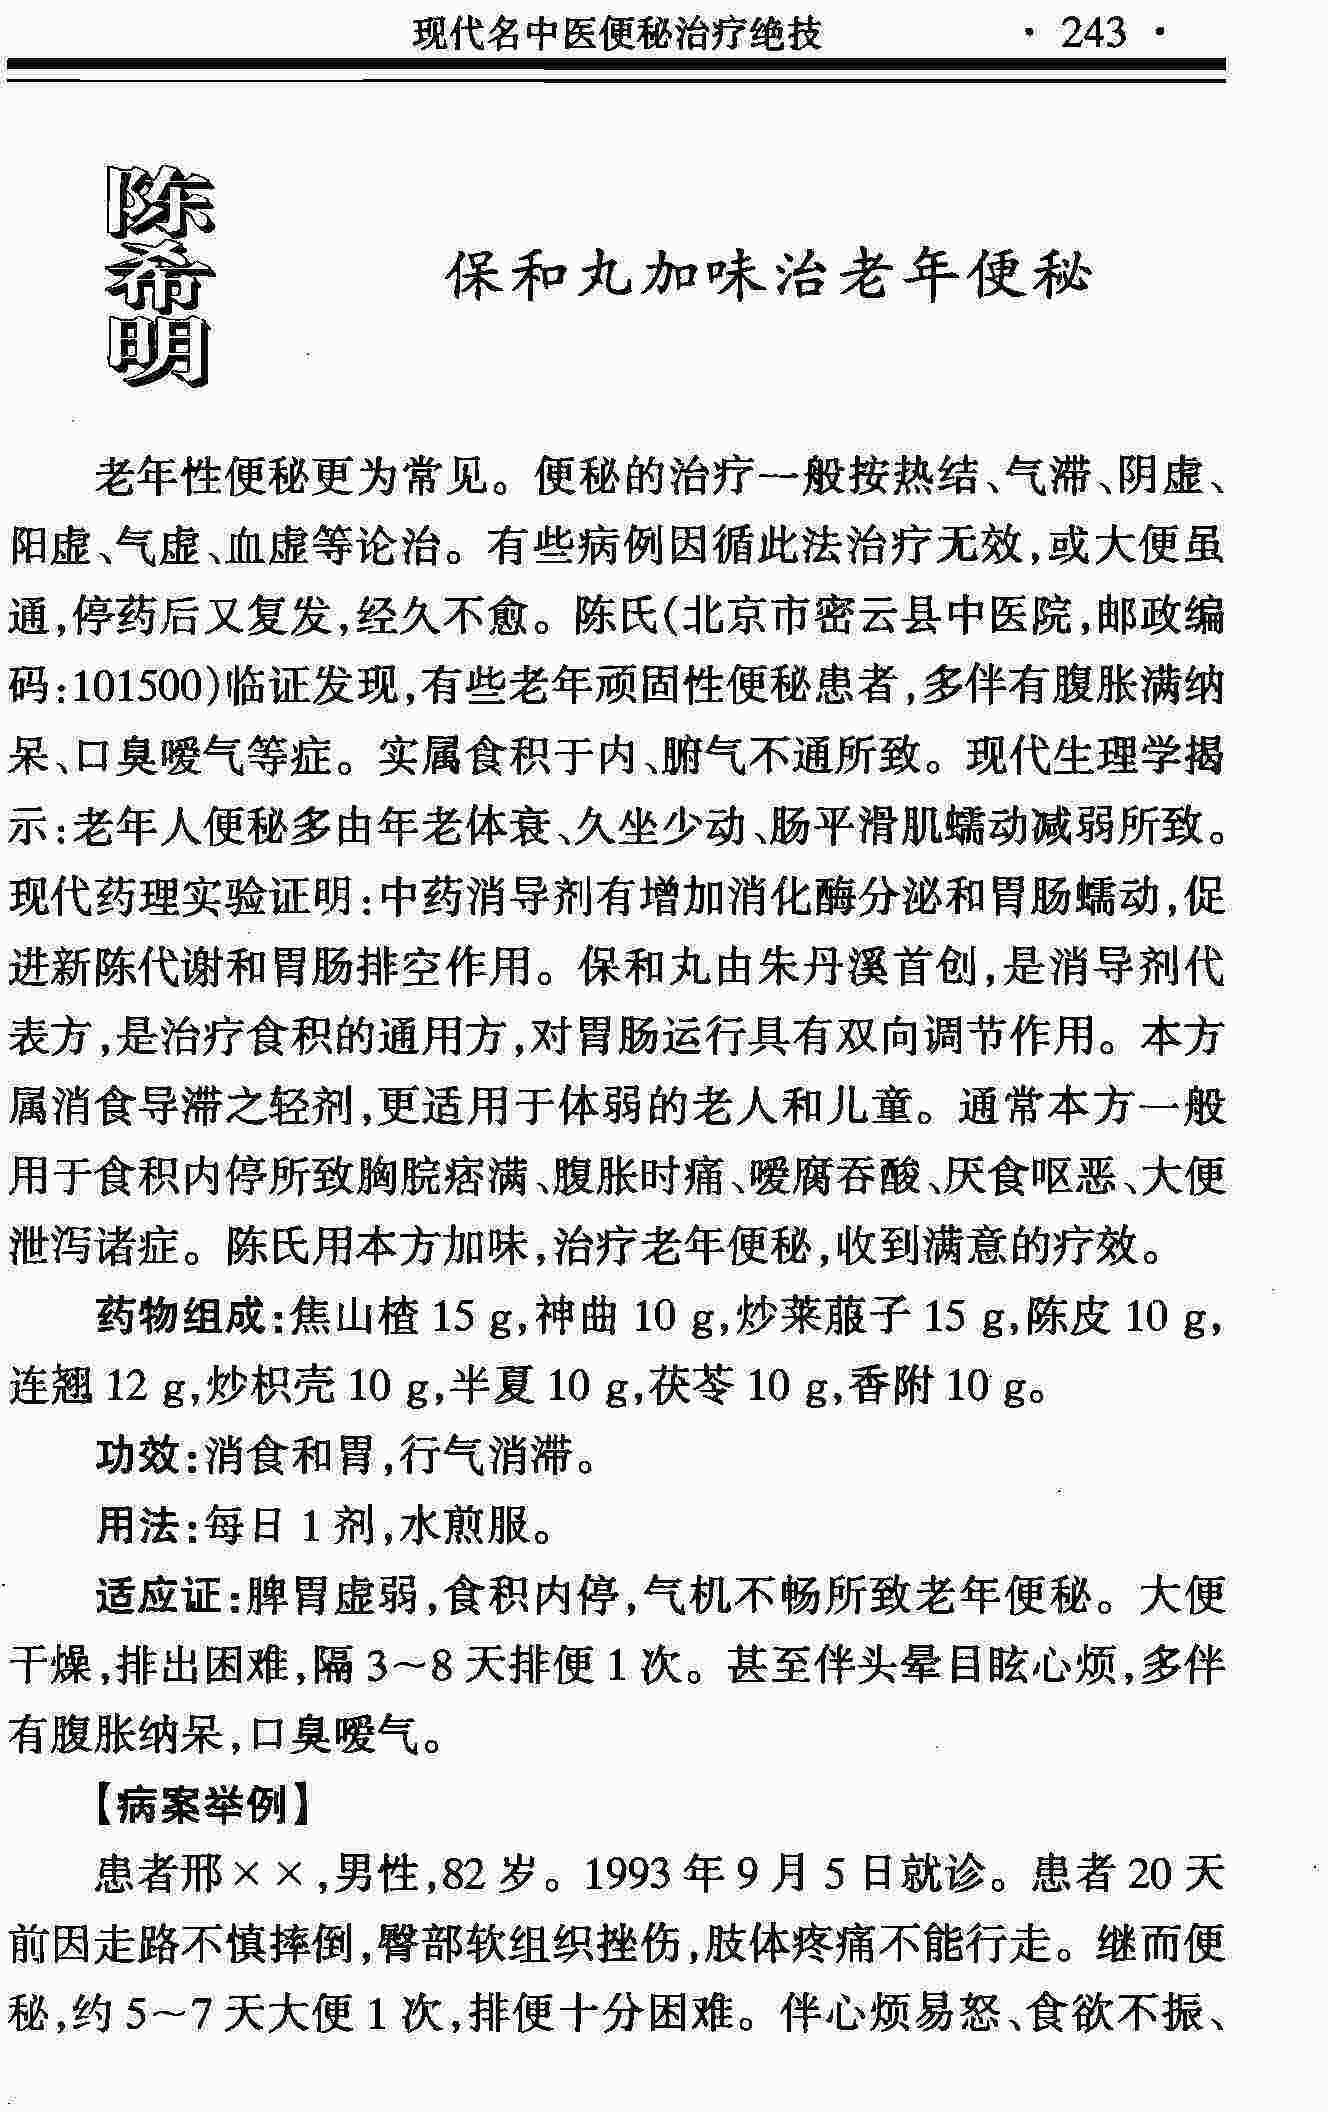 现代名中医便秘治疗绝技 · 243 ·
陈希明
保和丸加味治老年便秘
老年性便秘更为常见。便秘的治疗一般按热结、气滞、阴虚、
阳虚、气虚、血虚等论治。有些病例因循此法治疗无效,或大便虽
通,停药后又复发,经久不愈。陈氏(北京市密云县中医院,邮政编
码:101500)临证发现,有些老年顽固性便秘患者,多伴有腹胀满纳
呆、口臭嗳气等症。实属食积于内、腑气不通所致。现代生理学揭
示:老年人便秘多由年老体衰、久坐少动、肠平滑肌蠕动减弱所致。
现代药理实验证明:中药消导剂有增加消化酶分泌和胃肠蠕动,促
进新陈代谢和胃肠排空作用。保和丸由朱丹溪首创,是消导剂代
表方,是治疗食积的通用方,对胃肠运行具有双向调节作用。本方
属消食导滞之轻剂,更适用于体弱的老人和儿童。通常本方一般
用于食积内停所致胸脘痞满、腹胀时痛、嗳腐吞酸、厌食呕恶、大便
泄泻诸症。陈氏用本方加味,治疗老年便秘,收到满意的疗效。
药物组成:焦山楂 15 g,神曲 10 g,炒莱菔子 15 g,陈皮 10 g,
连翘 12 g,炒枳壳 10 g,半夏 10 g,茯苓 10 g,香附 10 g。
功效:消食和胃,行气消滞。
用法:每日 1 剂,水煎服。
适应证:脾胃虚弱,食积内停,气机不畅所致老年便秘。大便
干燥,排出困难,隔 3～8 天排便 1 次。甚至伴头晕目眩心烦,多伴
有腹胀纳呆,口臭嗳气。
【病案举例】
患者邢××,男性,82 岁。1993 年 9 月 5 日就诊。患者 20 天
前因走路不慎摔倒,臀部软组织挫伤,肢体疼痛不能行走。继而便
秘,约 5～7 天大便 1 次,排便十分困难。伴心烦易怒、食欲不振、